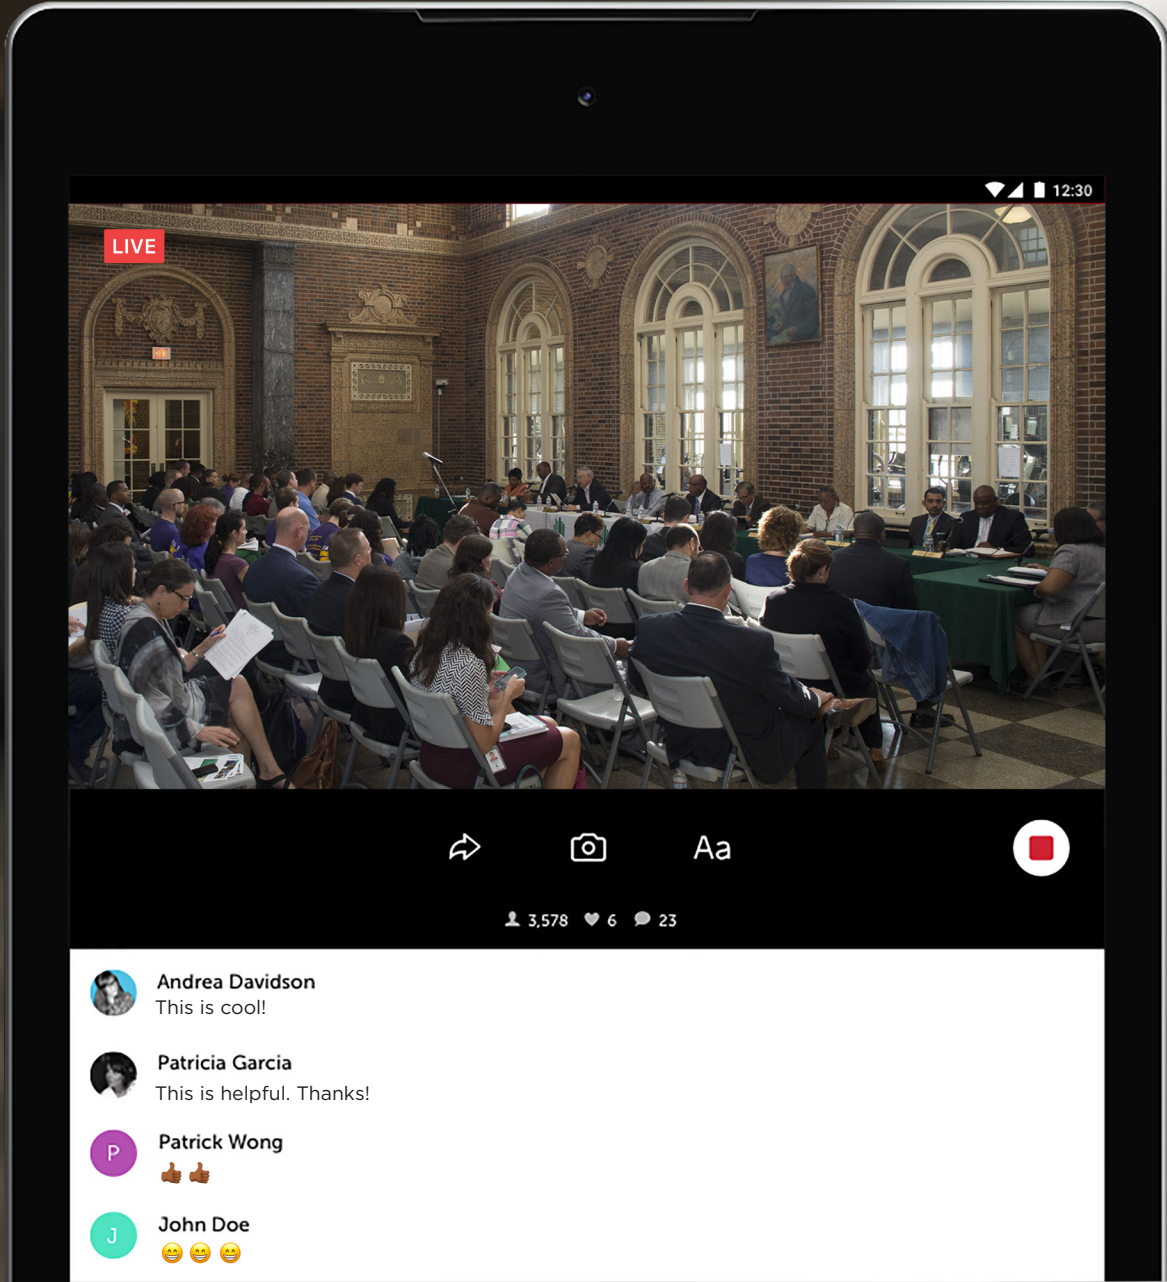 12:30
LIVE
Aa
3,578 6 23
Andrea Davidson
This is cool!
Patricia Garcia
This is helpful. Thanks!
P
Patrick Wong
👍🏾 👍🏾
J
John Doe
😁 😁 😁